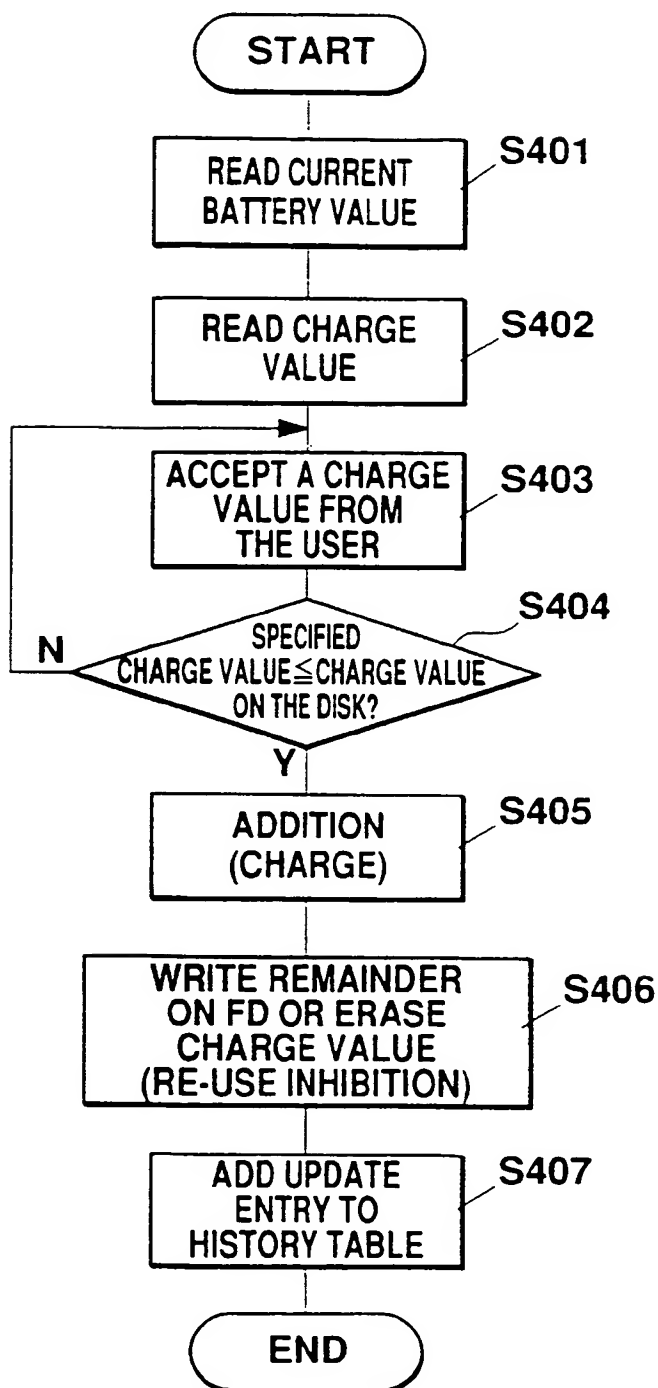 START
READ CURRENT
BATTERY VALUE
S401
READ CHARGE
VALUE
S402
ACCEPT A CHARGE
VALUE FROM
THE USER
S403
SPECIFIED
CHARGE VALUE≦CHARGE VALUE
ON THE DISK?
S404
N
Y
ADDITION
(CHARGE)
S405
WRITE REMAINDER
ON FD OR ERASE
CHARGE VALUE
(RE-USE INHIBITION)
S406
ADD UPDATE
ENTRY TO
HISTORY TABLE
S407
END